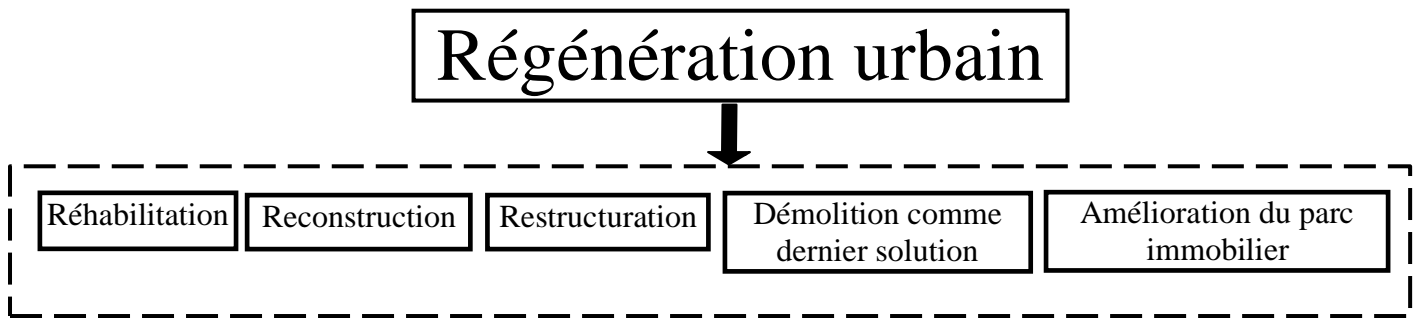 Régénération urbain
Réhabilitation
Reconstruction
Restructuration
Démolition comme
dernier solution
Amélioration du parc
immobilier